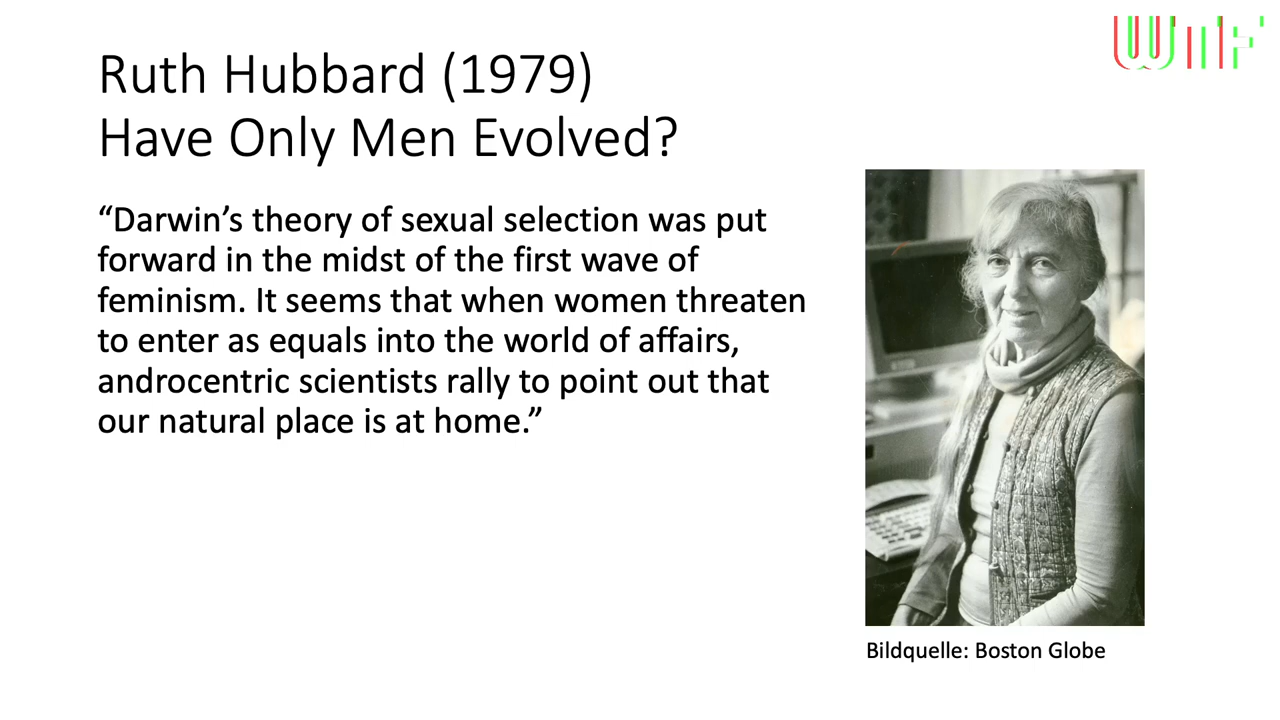 WTF
Ruth Hubbard (1979)
Have Only Men Evolved?
“Darwin’s theory of sexual selection was put
forward in the midst of the first wave of
feminism. It seems that when women threaten
to enter as equals into the world of affairs,
androcentric scientists rally to point out that
our natural place is at home.”
Bildquelle: Boston Globe